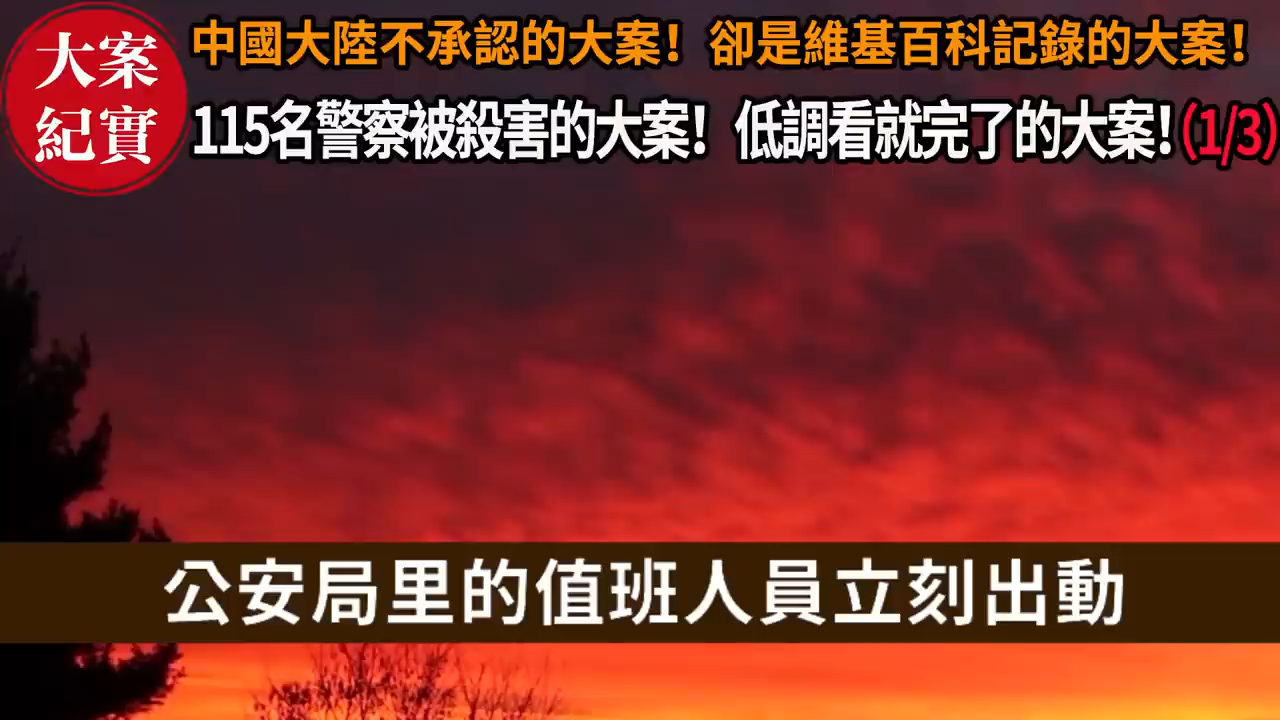 大案
紀實
中國大陸不承認的大案！卻是維基百科記錄的大案！
115名警察被殺害的大案！低調看就完了的大案！(1/3)
公安局里的值班人員立刻出動